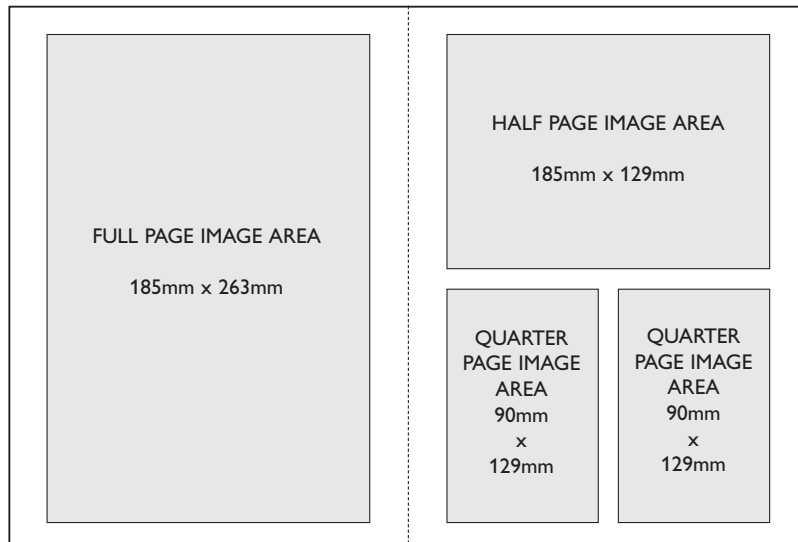 FULL PAGE IMAGE AREA
185mm x 263mm
HALF PAGE IMAGE AREA
185mm x 129mm
QUARTER
PAGE IMAGE
AREA
90mm
x
129mm
QUARTER
PAGE IMAGE
AREA
90mm
x
129mm